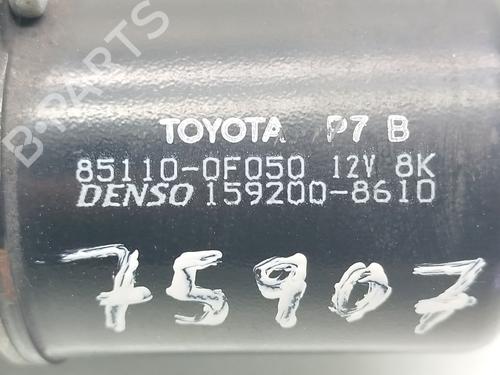 B-PARTS
TOYOTA P7 B
85110-0F050 12V 8K
DENSO 159200-8610
75907